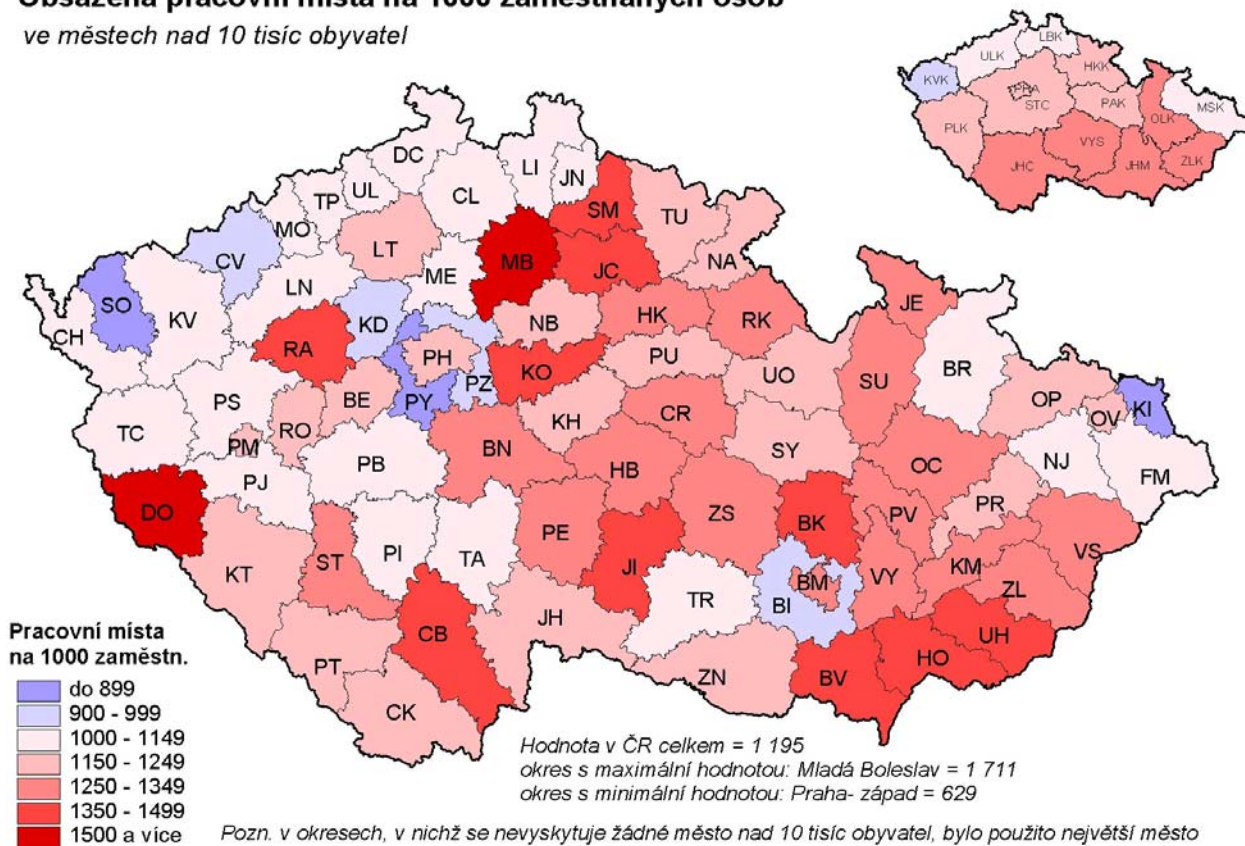 Obsazená pracovní místa na 1000 zaměstnaných osob
ve městech nad 10 tisíc obyvatel
LBK
ULK
HKK
KVK
PHA
STC
PAK
MSK
PLK
OLK
VYS
JHC
JHM
ZLK
DC
LI
JN
UL
TP
CL
SM
TU
MO
LT
CV
ME
MB
JC
NA
LN
SO
KV
KD
NB
HK
RK
JE
CH
RA
PH
PU
BR
PZ
KO
UO
SU
PS
BE
PY
OP
KI
TC
PM
RO
KH
CR
OV
PB
BN
SY
OC
NJ
FM
PJ
HB
DO
PE
ZS
BK
PV
PR
VS
KT
ST
PI
TA
JI
BM
VY
KM
ZL
TR
BI
CB
JH
UH
PT
HO
ZN
BV
CK
Pracovní místa
na 1000 zaměstn.
do 899
900 - 999
1000 - 1149
1150 - 1249
1250 - 1349
1350 - 1499
1500 a více
Hodnota v ČR celkem = 1 195
okres s maximální hodnotou: Mladá Boleslav = 1 711
okres s minimální hodnotou: Praha- západ = 629
Pozn. v okresech, v nichž se nevyskytuje žádné město nad 10 tisíc obyvatel, bylo použito největší město